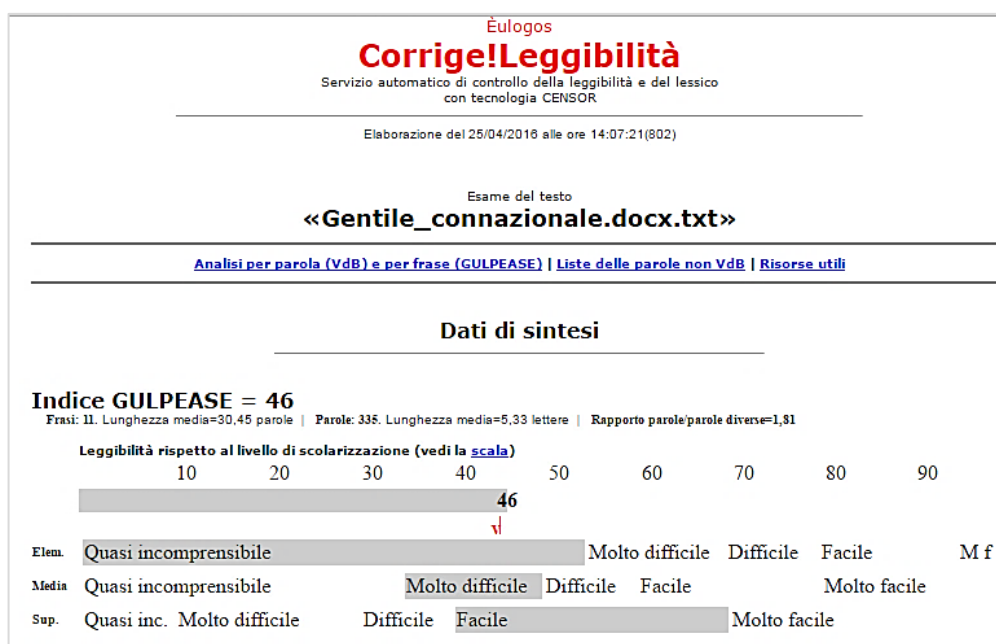 Èulogos
Corrige!Leggibilità
Servizio automatico di controllo della leggibilità e del lessico
con tecnologia CENSOR
Elaborazione del 25/04/2016 alle ore 14:07:21(802)
Esame del testo
«Gentile_connazionale.docx.txt»
Analisi per parola (VdB) e per frase (GULPEASE) | Liste delle parole non VdB | Risorse utili
Dati di sintesi
Indice GULPEASE = 46
Frasi: 11. Lunghezza media=30,45 parole | Parole: 335. Lunghezza media=5,33 lettere | Rapporto parole/parole diverse=1,81
Leggibilità rispetto al livello di scolarizzazione (vedi la scala)
10 20 30 40 50 60 70 80 90
46
V
Elem. Quasi incomprensibile Molto difficile Difficile Facile M f
Media Quasi incomprensibile Molto difficile Difficile Facile Molto facile
Sup. Quasi inc. Molto difficile Difficile Facile Molto facile